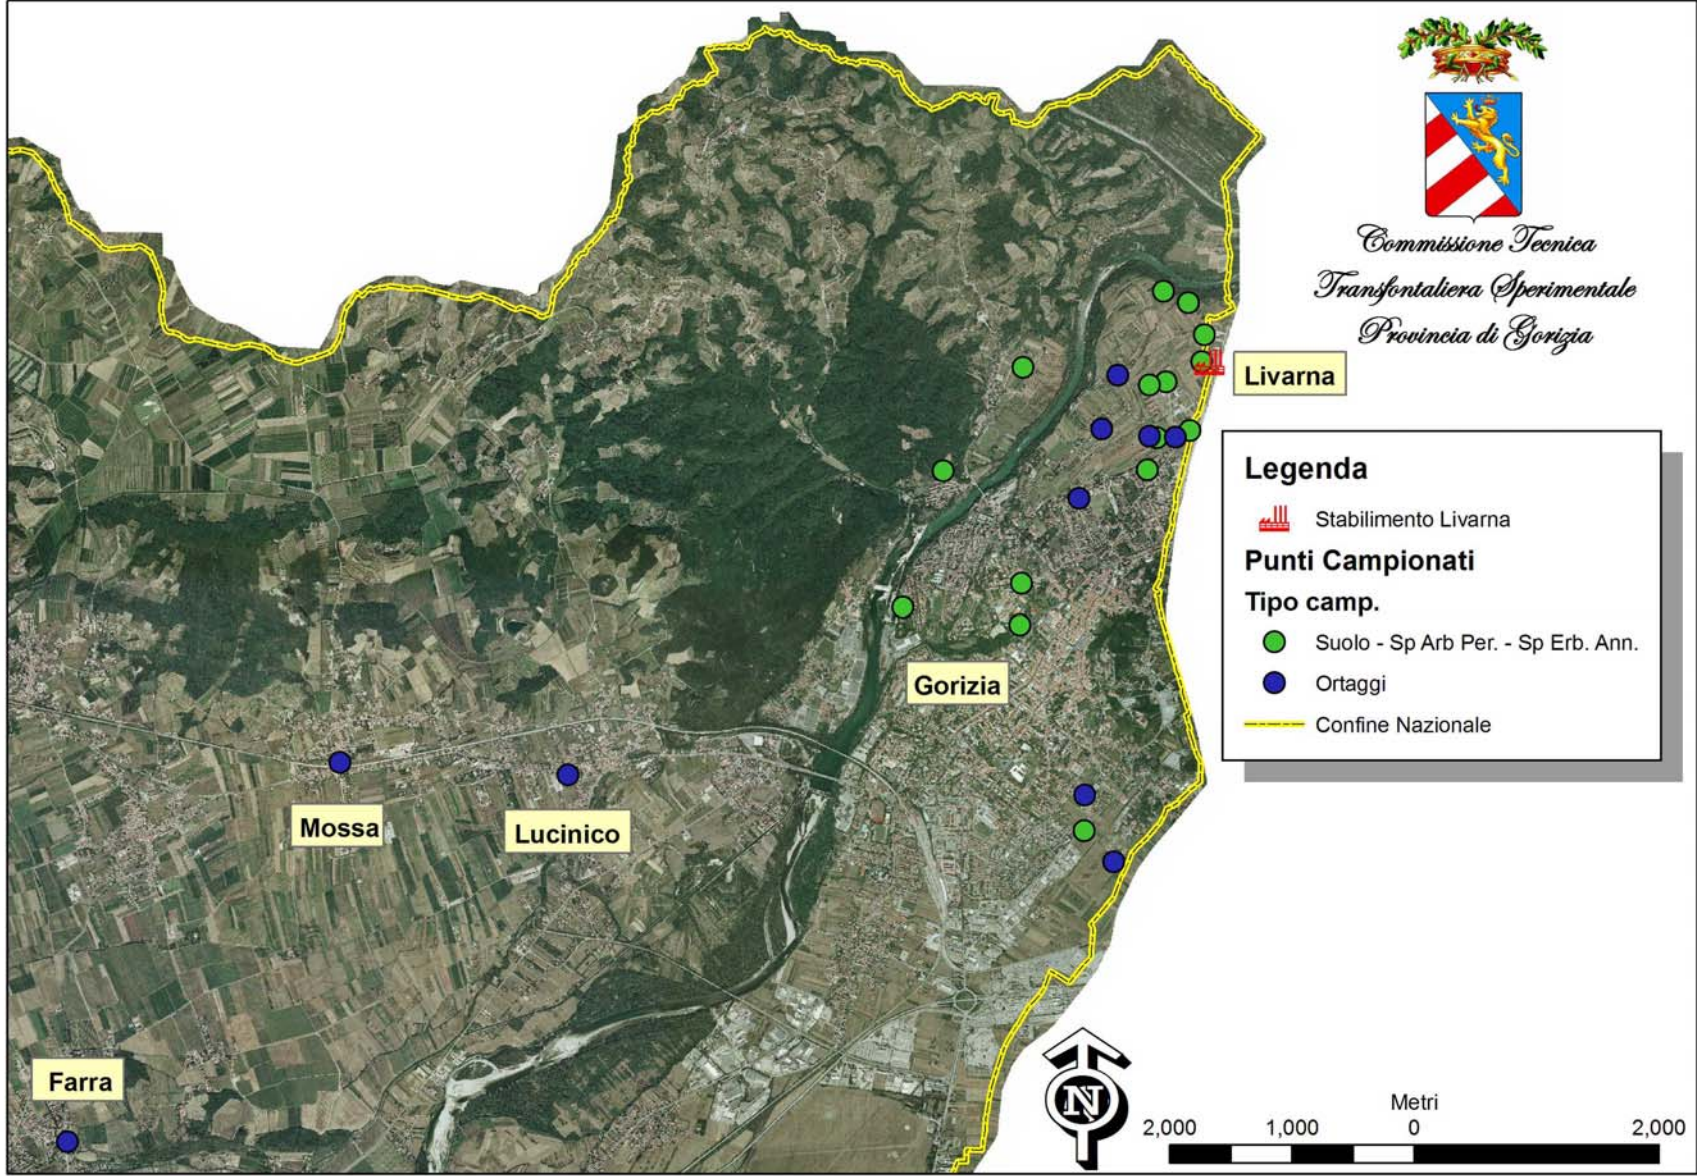 Commissione Tecnica
Transfontaliera Sperimentale
Provincia di Gorizia
Livarna
Legenda
Stabilimento Livarna
Punti Campionati
Tipo camp.
Suolo - Sp Arb Per. - Sp Erb. Ann.
Ortaggi
Confine Nazionale
Gorizia
Mossa
Lucinico
Farra
N
Metri
2,000 1,000 0 2,000